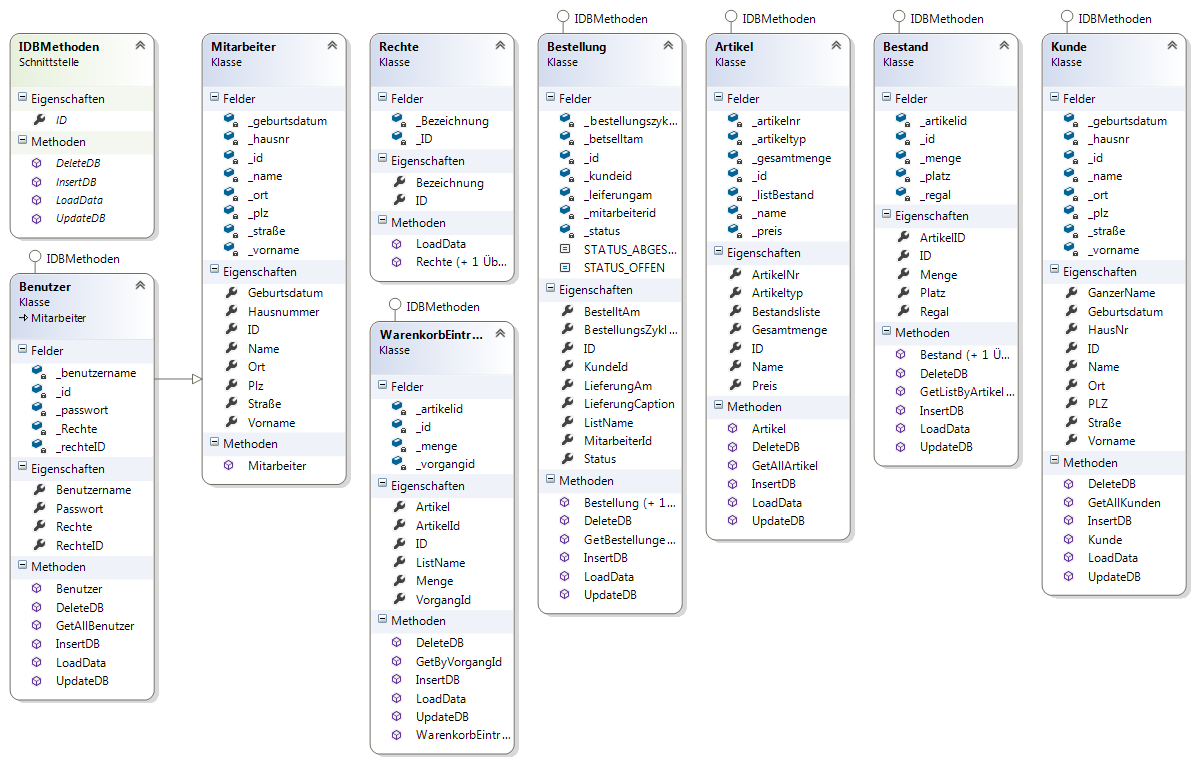 IDBMethoden
Schnittstelle
Eigenschaften
ID
Methoden
DeleteDB
InsertDB
LoadData
UpdateDB
IDBMethoden
Benutzer
Klasse
Mitarbeiter
Felder
_benutzername
_id
_passwort
_Rechte
_rechteID
Eigenschaften
Benutzername
Passwort
Rechte
RechteID
Methoden
Benutzer
DeleteDB
GetAllBenutzer
InsertDB
LoadData
UpdateDB
Mitarbeiter
Klasse
Felder
_geburtsdatum
_hausnr
_id
_name
_ort
_plz
_straße
_vorname
Eigenschaften
Geburtsdatum
Hausnummer
ID
Name
Ort
Plz
Straße
Vorname
Methoden
Mitarbeiter
Rechte
Klasse
Felder
_Bezeichnung
_ID
Eigenschaften
Bezeichnung
ID
Methoden
LoadData
Rechte (+ 1 Üb...
IDBMethoden
WarenkorbEintr...
Klasse
Felder
_artikelid
_id
_menge
_vorgangid
Eigenschaften
Artikel
ArtikelId
ID
ListName
Menge
VorgangId
Methoden
DeleteDB
GetByVorgangId
InsertDB
LoadData
UpdateDB
WarenkorbEintr...
IDBMethoden
Bestellung
Klasse
Felder
_bestellungszyk...
_betselltam
_id
_kundeid
_leiferungam
_mitarbeiterid
_status
STATUS_ABGES...
STATUS_OFFEN
Eigenschaften
BestelltAm
BestellungsZykl...
ID
KundeId
LieferungAm
LieferungCaption
ListName
MitarbeiterId
Status
Methoden
Bestellung (+ 1...
DeleteDB
GetBestellunge...
InsertDB
LoadData
UpdateDB
IDBMethoden
Artikel
Klasse
Felder
_artikelnr
_artikeltyp
_gesamtmenge
_id
_listBestand
_name
_preis
Eigenschaften
ArtikelNr
Artikeltyp
Bestandsliste
Gesamtmenge
ID
Name
Preis
Methoden
Artikel
DeleteDB
GetAllArtikel
InsertDB
LoadData
UpdateDB
IDBMethoden
Bestand
Klasse
Felder
_artikelid
_id
_menge
_platz
_regal
Eigenschaften
ArtikelID
ID
Menge
Platz
Regal
Methoden
Bestand (+ 1 Ü...
DeleteDB
GetListByArtikel...
InsertDB
LoadData
UpdateDB
IDBMethoden
Kunde
Klasse
Felder
_geburtsdatum
_hausnr
_id
_name
_ort
_plz
_straße
_vorname
Eigenschaften
GanzerName
Geburtsdatum
HausNr
ID
Name
Ort
PLZ
Straße
Vorname
Methoden
DeleteDB
GetAllKunden
InsertDB
Kunde
LoadData
UpdateDB